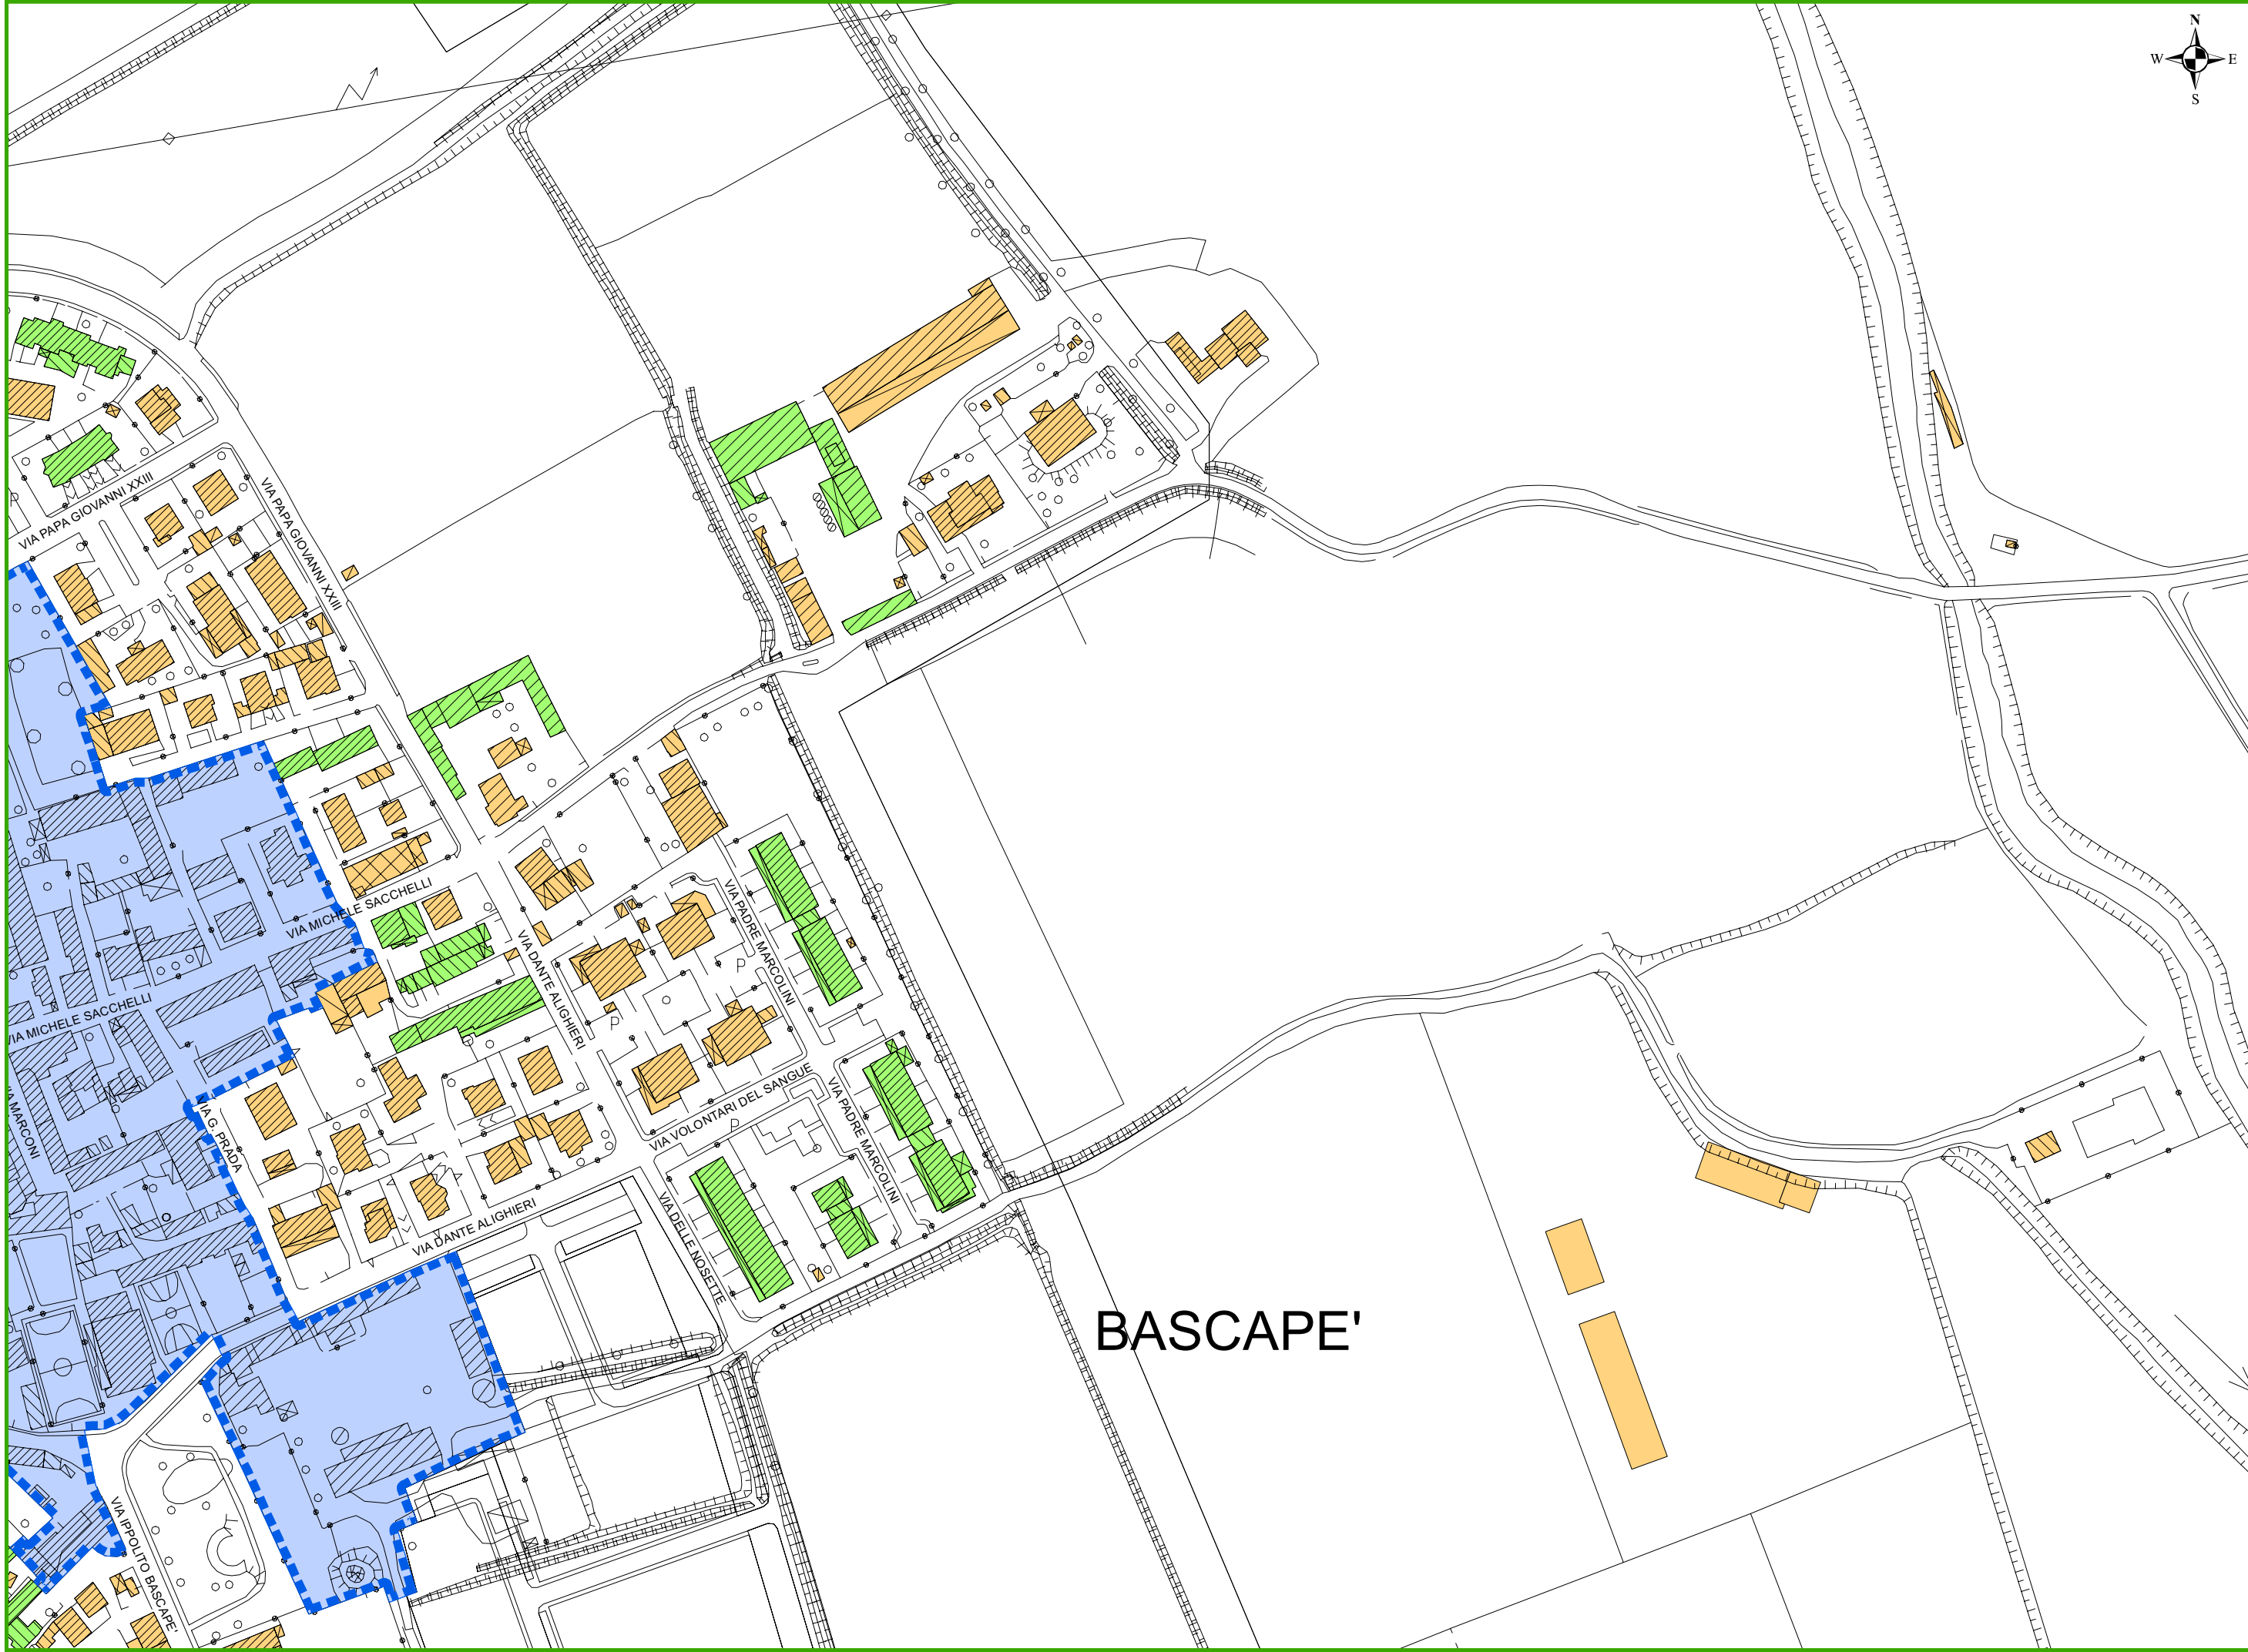 N
W E
S
VIA PAPA GIOVANNI XXIII
VIA PAPA GIOVANNI XXIII
VIA MICHELE SACCHELLI
VIA MICHELE SACCHELLI
VIA PADRE MARCOLINI
VIA DANTE ALIGHIERI
P
P
VIA MARCONI
VIA G. PRADA
VIA VOLONTARI DEL SANGUE
VIA PADRE MARCOLINI
P
VIA DANTE ALIGHIERI
VIA DELLE NOSETTE
BASCAPE'
VIA IPPOLITO BASCAPE'